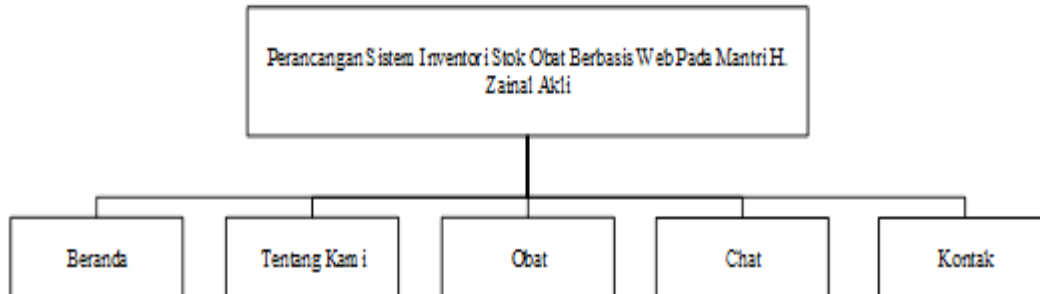 Perancangan Sistem Inventori Stok Obat Berbasis Web Pada Mantri H.
Zainal Akli
Beranda
Tentang Kami
Obat
Chat
Kontak